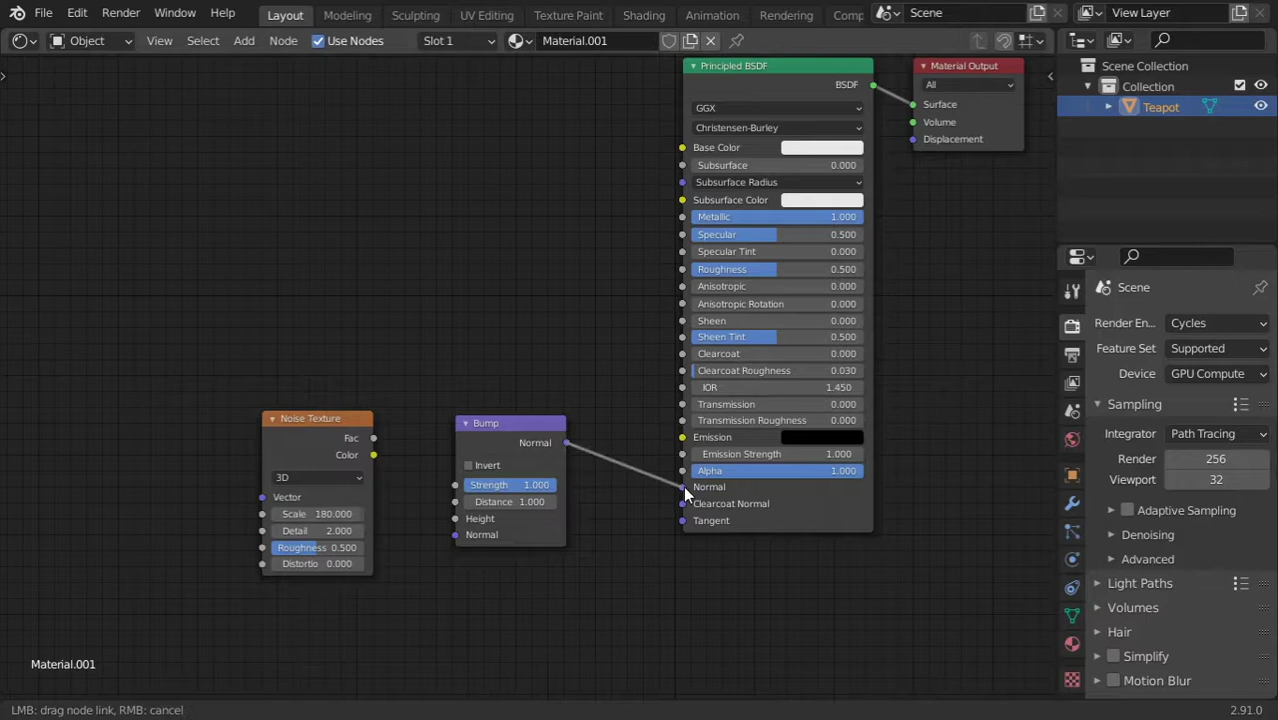 File Edit Render Window Help Layout Modeling Sculpting UV Editing Texture Paint Shading Animation Rendering Comp Scene View Layer
Object View Select Add Node Use Nodes Slot 1 Material.001
Principled BSDF
BSDF
GGX
Christensen-Burley
Base Color
Subsurface 0.000
Subsurface Radius
Subsurface Color
Metallic 1.000
Specular 0.500
Specular Tint 0.000
Roughness 0.500
Anisotropic 0.000
Anisotropic Rotation 0.000
Sheen 0.000
Sheen Tint 0.500
Clearcoat 0.000
Clearcoat Roughness 0.030
IOR 1.450
Transmission 0.000
Transmission Roughness 0.000
Emission
Emission Strength 1.000
Alpha 1.000
Normal
Clearcoat Normal
Tangent
Material Output
All
Surface
Volume
Displacement
Noise Texture
Fac
Color
3D
Vector
Scale 180.000
Detail 2.000
Roughness 0.500
Distortio 0.000
Bump
Normal
Invert
Strength 1.000
Distance 1.000
Height
Normal
Material.001
Scene Collection
Collection
Teapot
Scene
Render En... Cycles
Feature Set Supported
Device GPU Compute
Sampling
Integrator Path Tracing
Render 256
Viewport 32
Adaptive Sampling
Denoising
Advanced
Light Paths
Volumes
Hair
Simplify
Motion Blur
LMB: drag node link, RMB: cancel
2.91.0